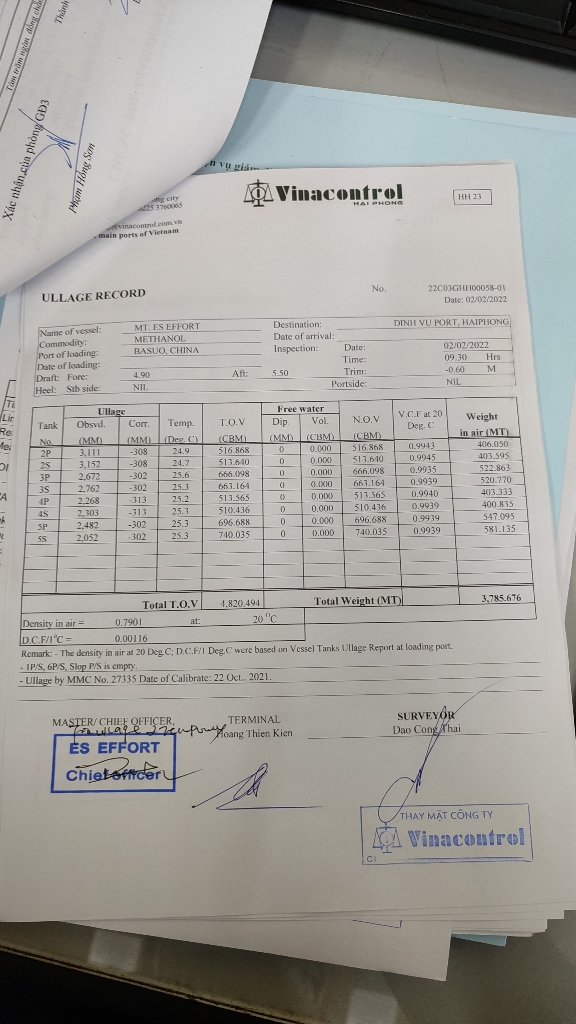 Tám trăm ngàn đồng chẵn
Thành
Xác nhận của phòng GĐ3
Phạm Hồng Sơn
vụ giám
ong city
0225 3760065
@vinacontrol.com.vn
main ports of Vietnam
Vinacontrol
HAI PHONG
HH 23
ULLAGE RECORD
No. 22C03GHH00058-01
Date: 02/02/2022
Name of vessel: MT. ES EFFORT Destination: DINH VU PORT, HAIPHONG
Commodity: METHANOL Date of arrival:
Port of loading: BASUO, CHINA Inspection: Date: 02/02/2022
Date of loading: Time: 09.30 Hrs
Draft: Fore: 4.90 Aft: 5.50 Trim: -0.60 M
Heel: Stb side: NIL Portside: NIL
Ullage Free water
Tank Obsvd. Corr. Temp. T.O.V Dip. Vol. N.O.V V.C.F at 20 Weight
No. (MM) (MM) (Deg. C) (CBM) (MM) (CBM) (CBM) Deg. C in air (MT)
2P 3,111 -308 24.9 516.868 0 0.000 516.868 0.9943 406.050
2S 3,152 -308 24.7 513.640 0 0.000 513.640 0.9945 403.595
3P 2,672 -302 25.6 666.098 0 0.000 666.098 0.9935 522.863
3S 2,762 -302 25.3 663.164 0 0.000 663.164 0.9939 520.770
4P 2,268 -313 25.2 513.565 0 0.000 513.565 0.9940 403.333
4S 2,303 -313 25.3 510.436 0 0.000 510.436 0.9939 400.835
5P 2,482 -302 25.3 696.688 0 0.000 696.688 0.9939 547.095
5S 2,052 -302 25.3 740.035 0 0.000 740.035 0.9939 581.135
Total T.O.V 4,820.494 Total Weight (MT) 3,785.676
Density in air = 0.7901 at: 20 °C
D.C.F/1°C = 0.00116
Remark: - The density in air at 20 Deg.C; D.C.F/1 Deg.C were based on Vessel Tanks Ullage Report at loading port.
- 1P/S, 6P/S, Slop P/S is empty.
- Ullage by MMC No. 27335 Date of Calibrate: 22 Oct.. 2021.
MASTER/ CHIEF OFFICER, TERMINAL SURVEYOR
Hoang Thien Kien Dao Cong Thai
ES EFFORT
Chief officer
THAY MẶT CÔNG TY
Vinacontrol
C1